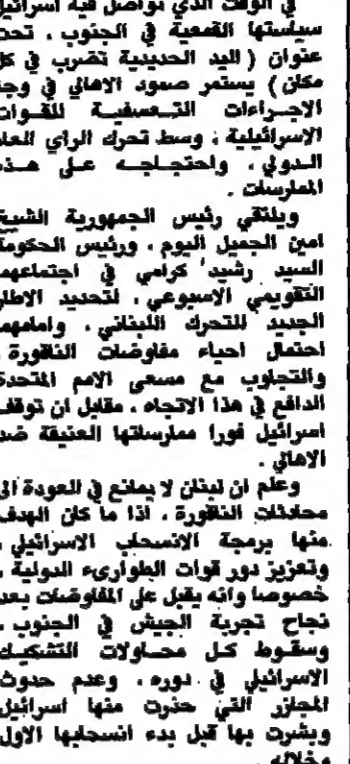 في الوقت الذي تواصل فيه اسرائيل
سياستها القمعية في الجنوب ، تحت
عنوان ( اليد الحديدية تضرب في كل
مكان ) يستمر صمود الاهالي في وجه
الاجراءات التعسفية للقوات
الاسرائيلية ، وسط تحرك الراي العام
الدولي ، واحتجاجه على هذه
الممارسات .
ويلتقي رئيس الجمهورية الشيخ
امين الجميل اليوم ، ورئيس الحكومة
السيد رشيد كرامي في اجتماعهما
التقويمي الاسبوعي ، لتحديد الاطار
الجديد للتحرك اللبناني ، وامامهما
احتمال احياء مفاوضات الناقورة ،
والتجاوب مع مسعى الامم المتحدة
الدافع في هذا الاتجاه ، مقابل ان توقف
اسرائيل فورا ممارساتها العنيفة ضد
الاهالي .
وعلم ان لبنان لا يمانع في العودة الى
محادثات الناقورة ، اذا ما كان الهدف
منها برمجة الانسحاب الاسرائيلي ،
وتعزيز دور قوات الطوارىء الدولية ،
خصوصا وانه يقبل على المفاوضات بعد
نجاح تجربة الجيش في الجنوب ،
وسقوط كل محاولات التشكيك
الاسرائيلي في دوره ، وعدم حدوث
المجازر التي حذرت منها اسرائيل
وبشرت بها قبل بدء انسحابها الاول
وخلاله .